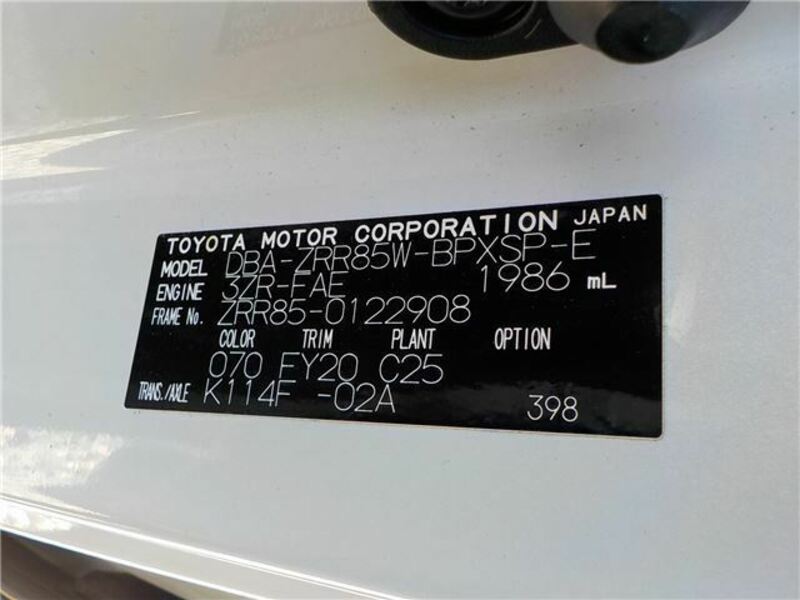 TOYOTA MOTOR CORPORATION JAPAN
MODEL DBA-ZRR85W-BPXSP-E
ENGINE 3ZR-FAE 1986 mL
FRAME No. ZRR85-0122908
COLOR TRIM PLANT OPTION
070 FY20 C25
TRANS./AXLE K114F -02A 398